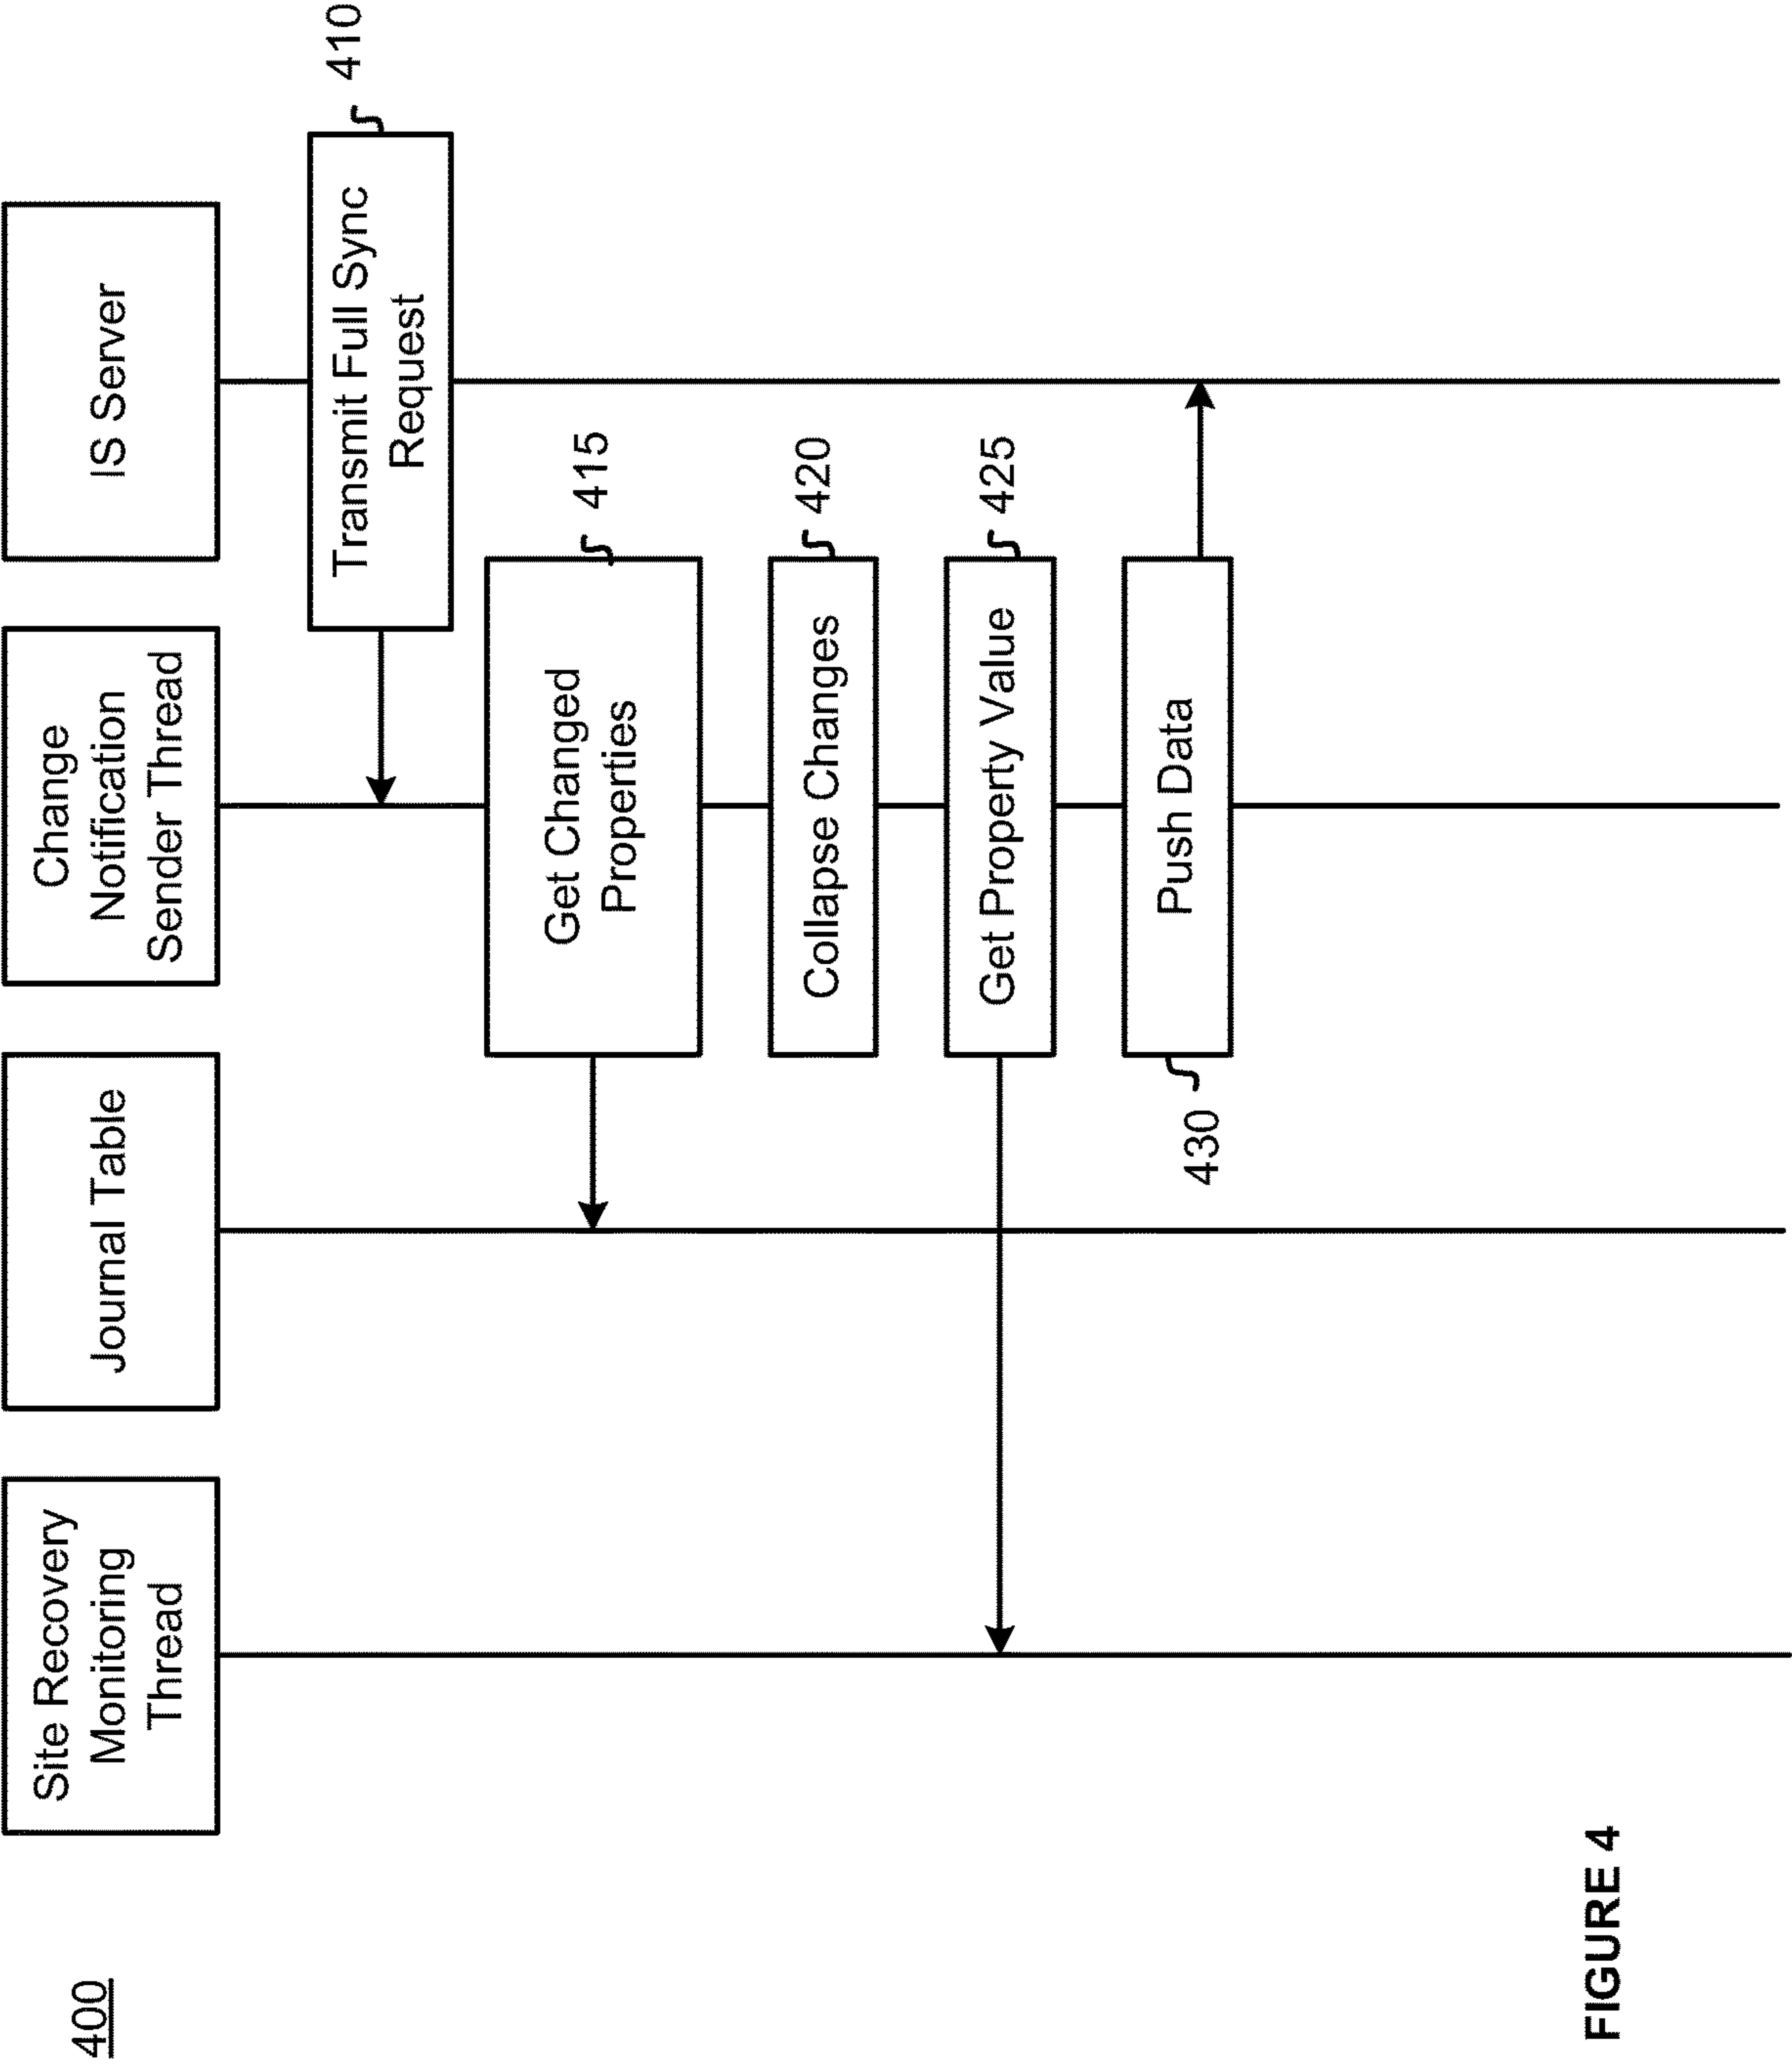 400
Site Recovery
Monitoring
Thread
Journal Table
Change
Notification
Sender Thread
IS Server
Transmit Full Sync
Request
410
Get Changed
Properties
415
Collapse Changes
420
Get Property Value
425
Push Data
430
FIGURE 4